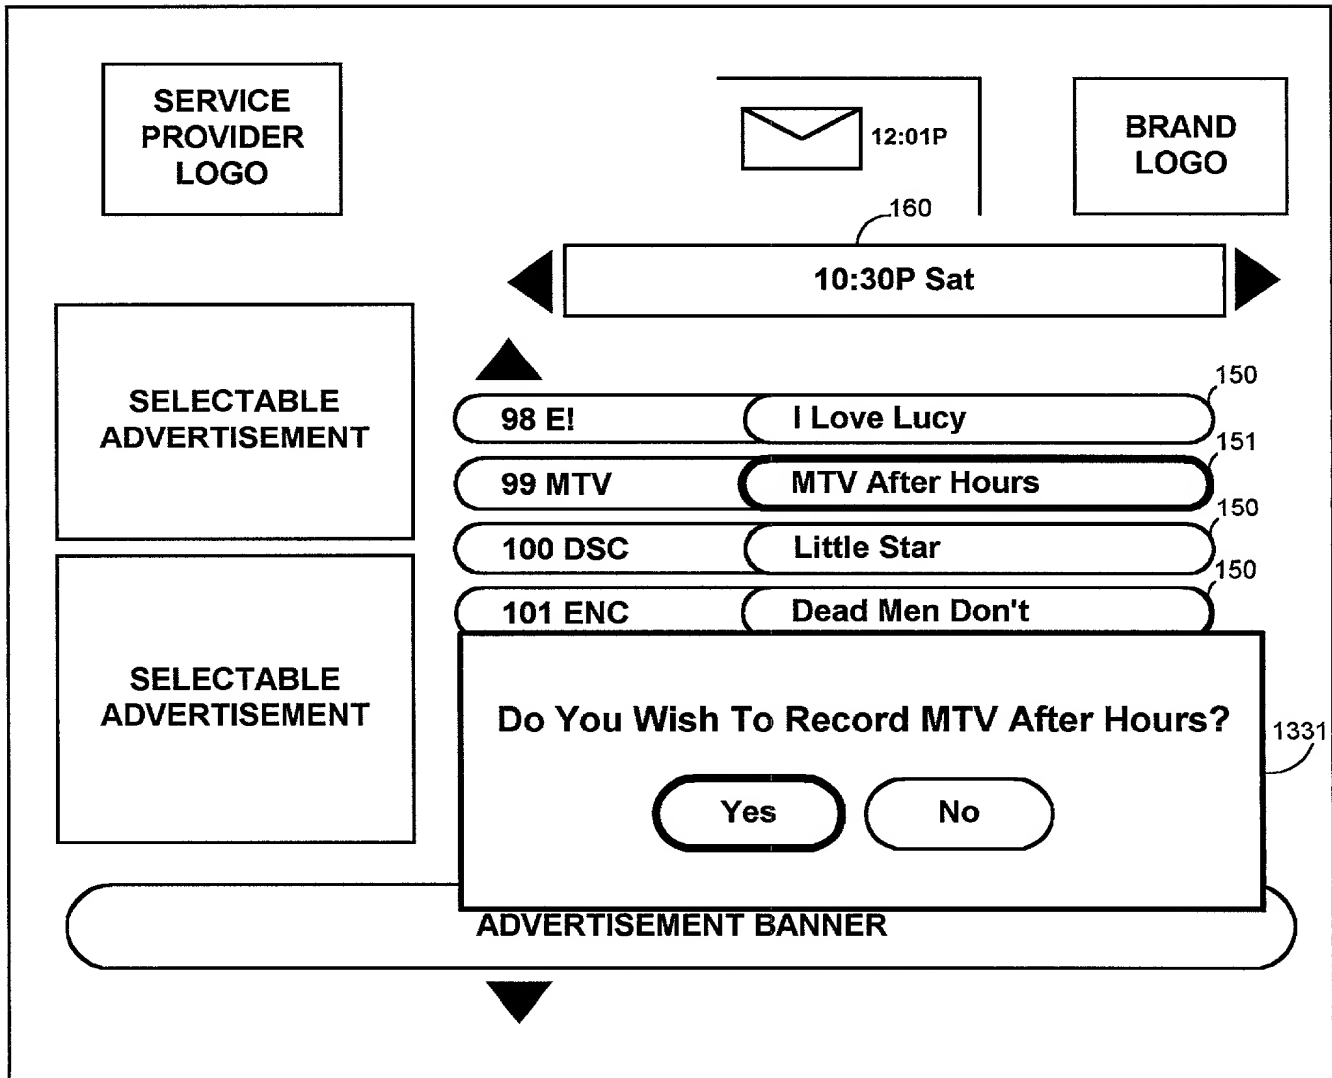 SERVICE
PROVIDER
LOGO
12:01P
BRAND
LOGO
160
10:30P Sat
SELECTABLE
ADVERTISEMENT
150
98 E! I Love Lucy
151
99 MTV MTV After Hours
150
100 DSC Little Star
150
101 ENC Dead Men Don't
SELECTABLE
ADVERTISEMENT
Do You Wish To Record MTV After Hours?
1331
Yes No
ADVERTISEMENT BANNER